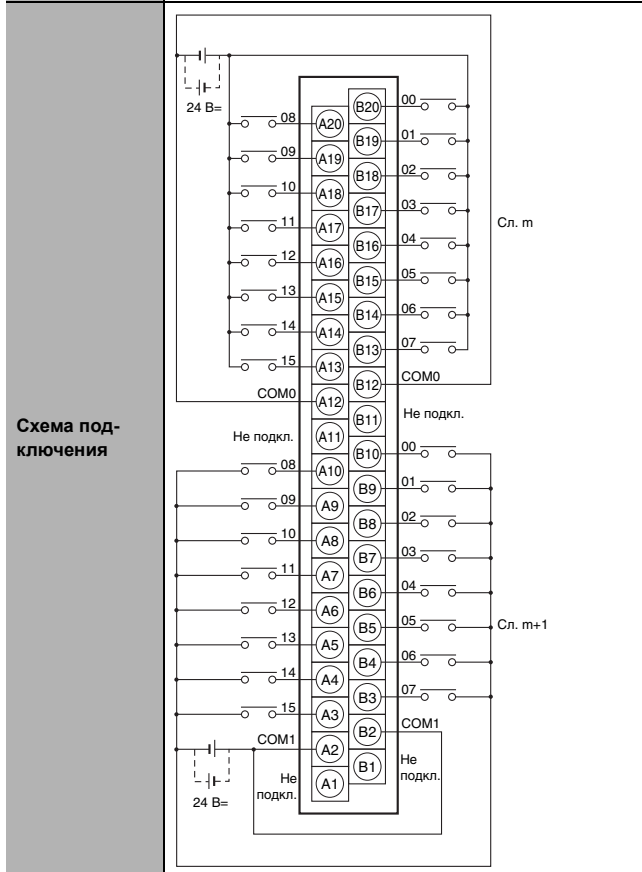 Схема под-
ключения
24 В=
08 A20 B20 00
09 A19 B19 01
10 A18 B18 02
11 A17 B17 03
12 A16 B16 04
13 A15 B15 05
14 A14 B14 06
15 A13 B13 07
Сл. m
COM0 A12 B12 COM0
Не подкл. A11 B11 Не подкл.
08 A10 B10 00
09 A9 B9 01
10 A8 B8 02
11 A7 B7 03
12 A6 B6 04
13 A5 B5 05
14 A4 B4 06
15 A3 B3 07
Сл. m+1
COM1 A2 B2 COM1
Не
подкл.
A1 B1
Не
подкл.
24 В=